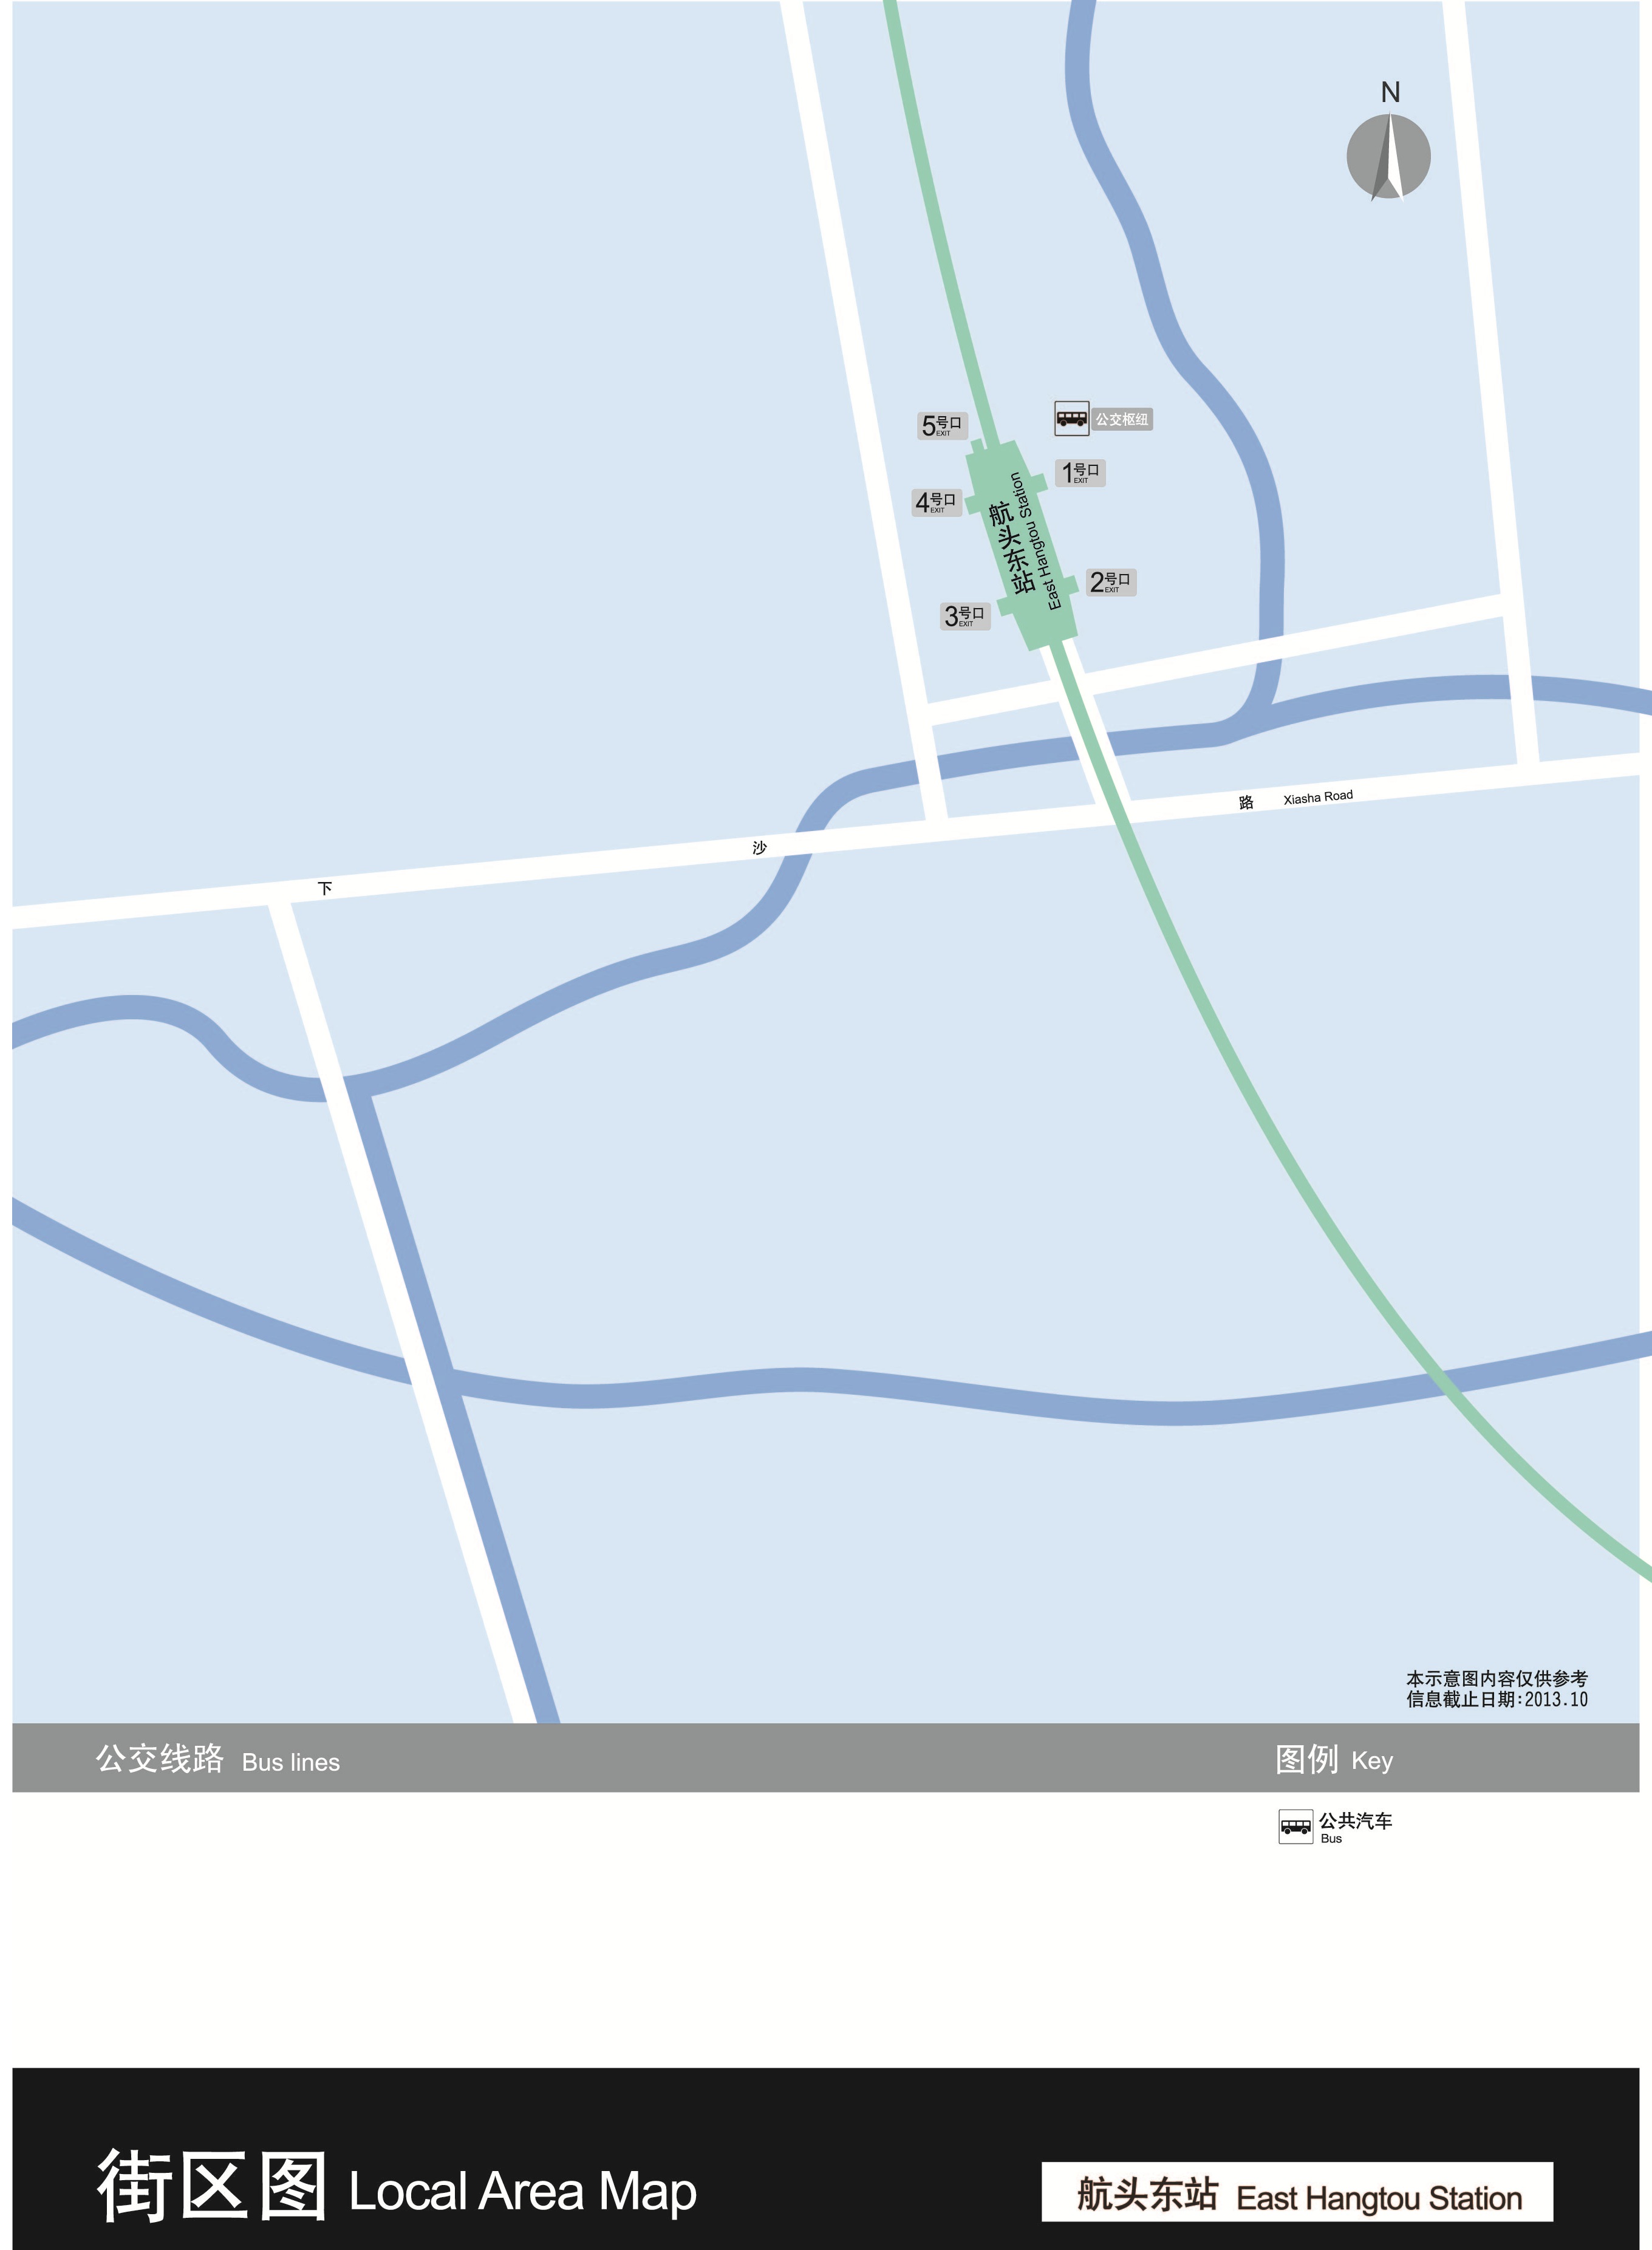 N
公交枢纽
5号口
EXIT
1号口
EXIT
4号口
EXIT
航头东站
East Hangtou Station
2号口
EXIT
3号口
EXIT
下沙路 Xiasha Road
本示意图内容仅供参考
信息截止日期:2013.10
公交线路 Bus lines
图例 Key
公共汽车
Bus
街区图 Local Area Map
航头东站 East Hangtou Station